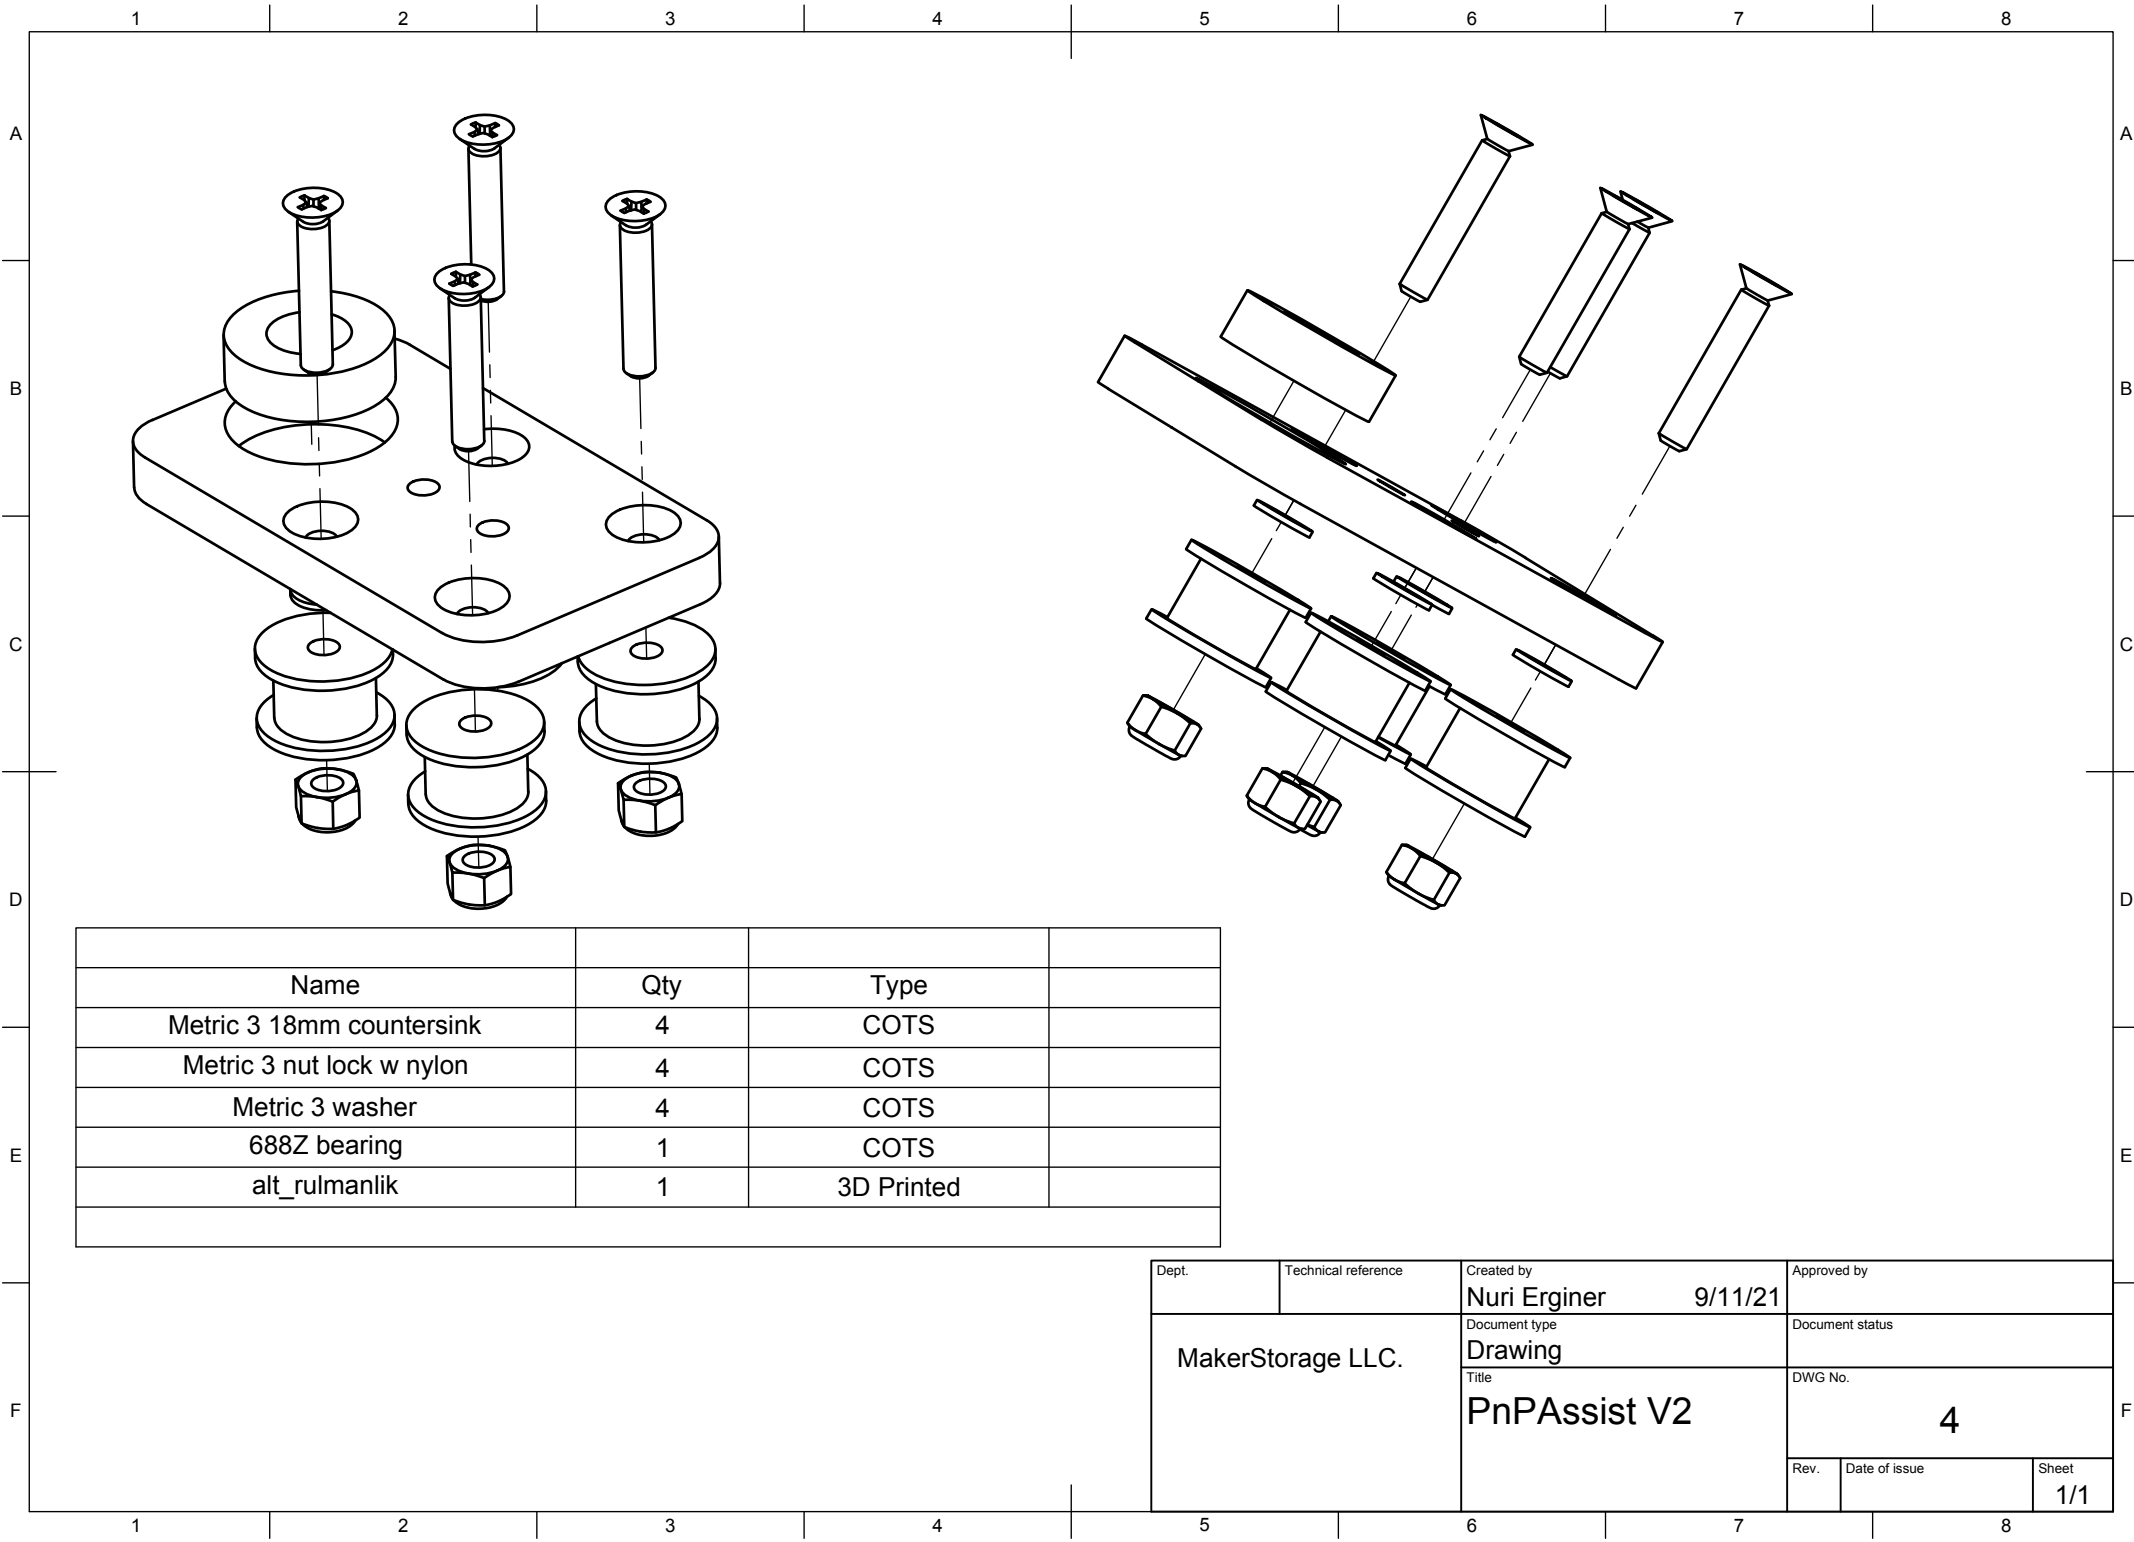 1 2 3 4 5 6 7 8
A A
B B
C C
D D
Name Qty Type
Metric 3 18mm countersink 4 COTS
Metric 3 nut lock w nylon 4 COTS
Metric 3 washer 4 COTS
688Z bearing 1 COTS
E E
alt_rulmanlik 1 3D Printed
Dept. Technical reference Created by Approved by
Nuri Erginer 9/11/21
Document type Document status
MakerStorage LLC. Drawing
Title DWG No.
PnPAssist V2 4
F F
Rev. Date of issue Sheet
1/1
1 2 3 4 5 6 7 8